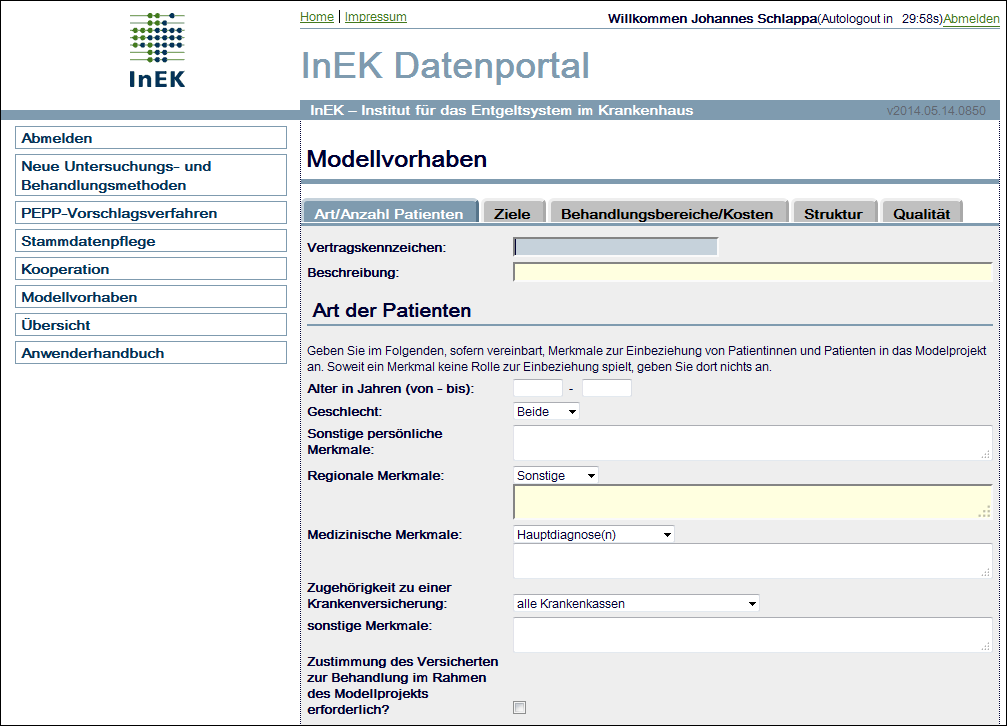 Home | Impressum
Willkommen Johannes Schlappa(Autologout in 29:58s)Abmelden
InEK
InEK Datenportal
InEK – Institut für das Entgeltsystem im Krankenhaus
v2014.05.14.0850
Abmelden
Neue Untersuchungs- und
Behandlungsmethoden
PEPP-Vorschlagsverfahren
Stammdatenpflege
Kooperation
Modellvorhaben
Übersicht
Anwenderhandbuch
Modellvorhaben
Art/Anzahl Patienten
Ziele
Behandlungsbereiche/Kosten
Struktur
Qualität
Vertragskennzeichen:
Beschreibung:
Art der Patienten
Geben Sie im Folgenden, sofern vereinbart, Merkmale zur Einbeziehung von Patientinnen und Patienten in das Modelprojekt
an. Soweit ein Merkmal keine Rolle zur Einbeziehung spielt, geben Sie dort nichts an.
Alter in Jahren (von - bis): -
Geschlecht: Beide
Sonstige persönliche
Merkmale:
Regionale Merkmale: Sonstige
Medizinische Merkmale: Hauptdiagnose(n)
Zugehörigkeit zu einer
Krankenversicherung: alle Krankenkassen
sonstige Merkmale:
Zustimmung des Versicherten
zur Behandlung im Rahmen
des Modellprojekts
erforderlich?